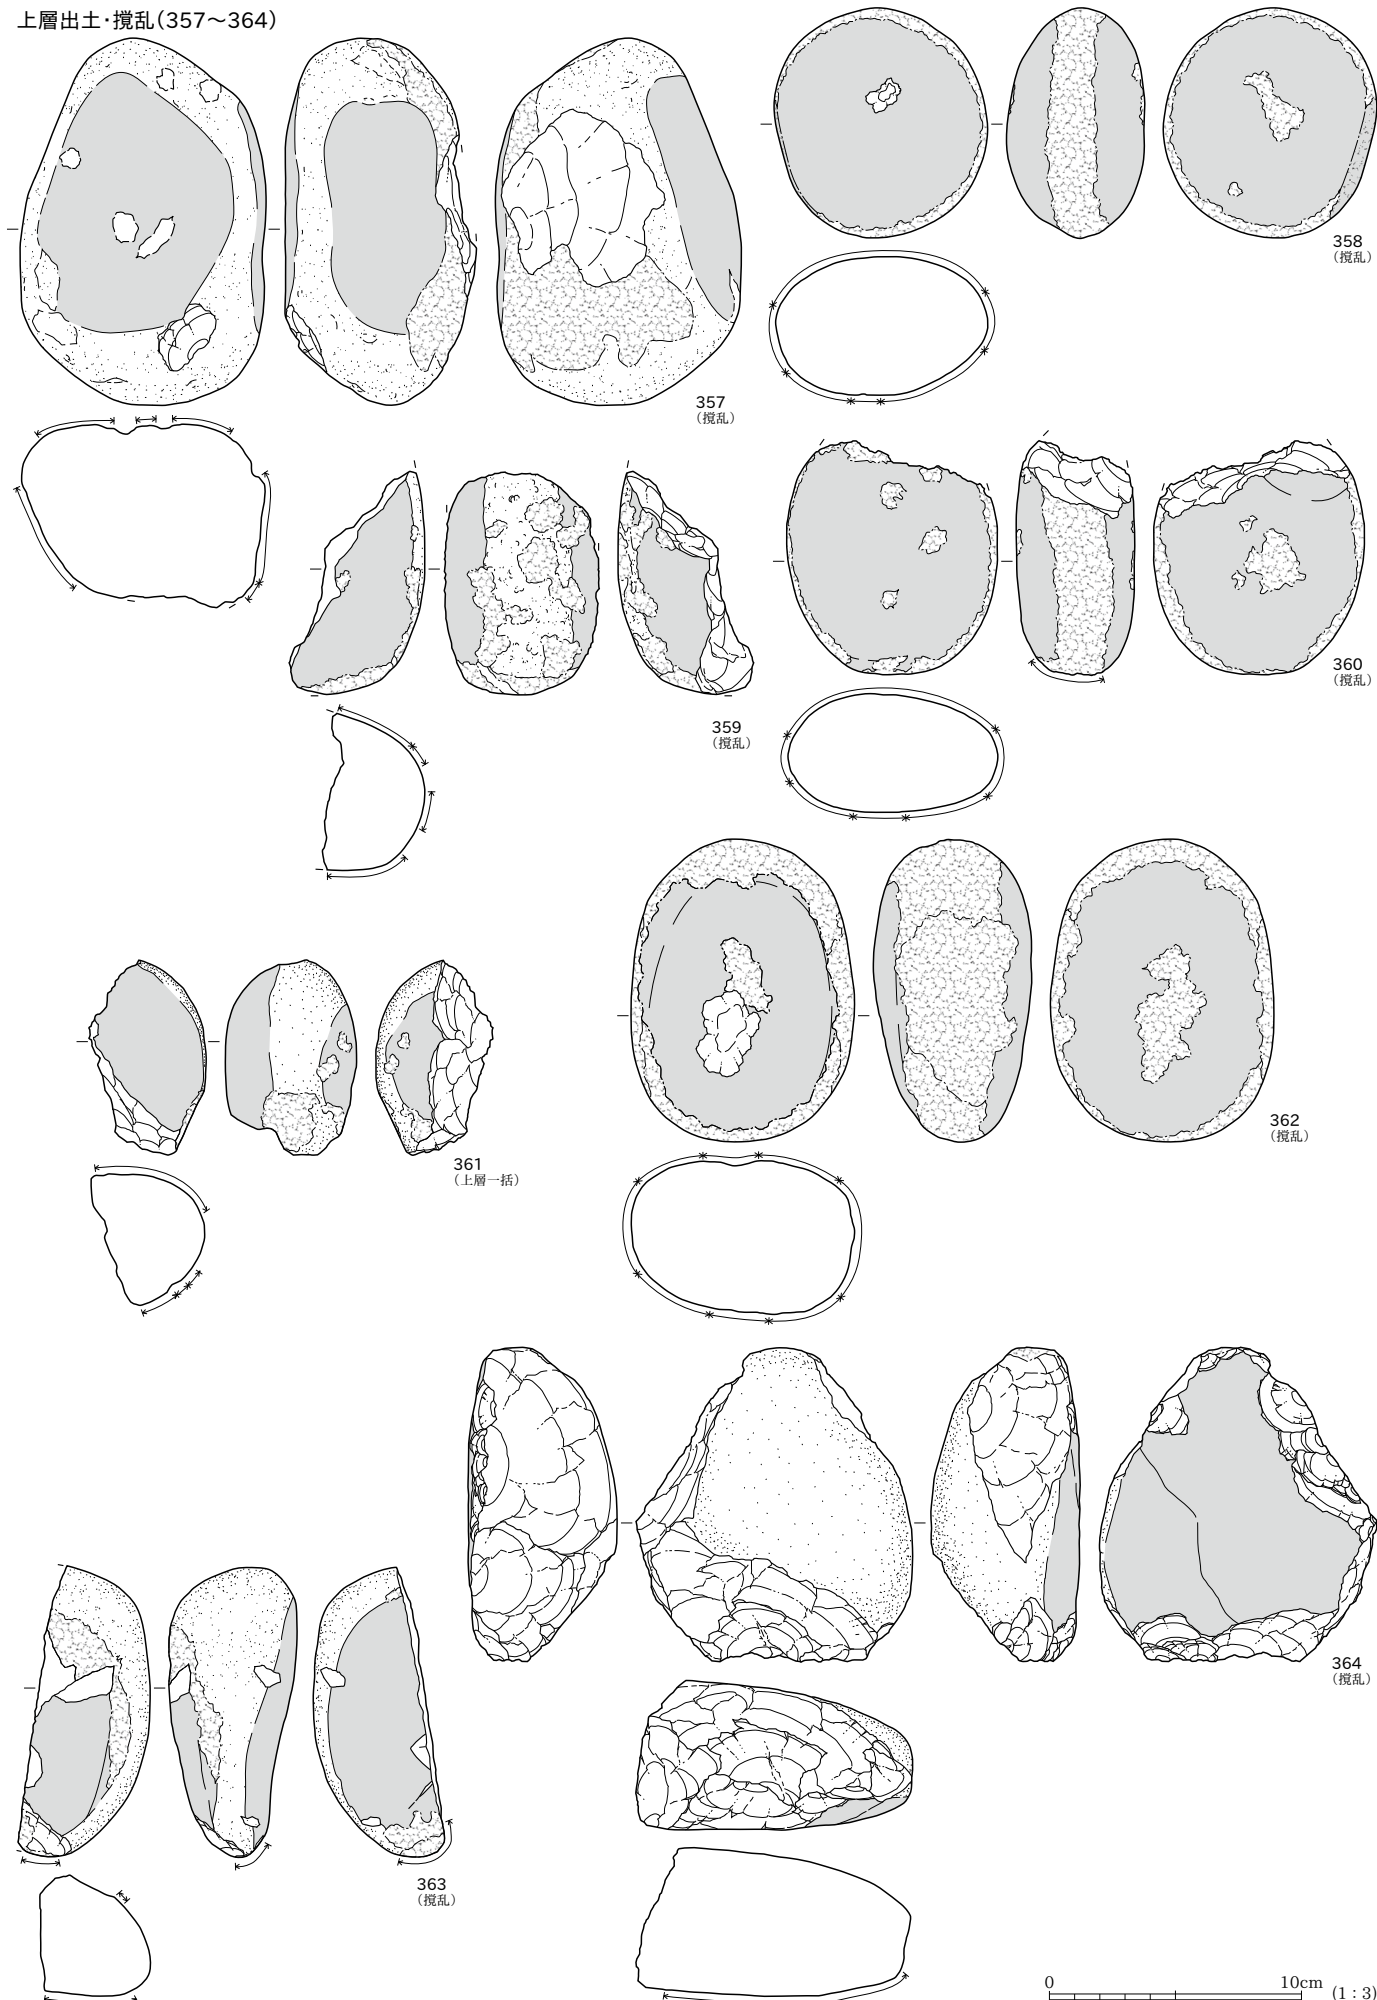 上層出土・撹乱（357～364）
358
（撹乱）
357
（撹乱）
360
（撹乱）
359
（撹乱）
362
（撹乱）
361
（上層一括）
364
（撹乱）
363
（撹乱）
0 10cm (1 : 3)